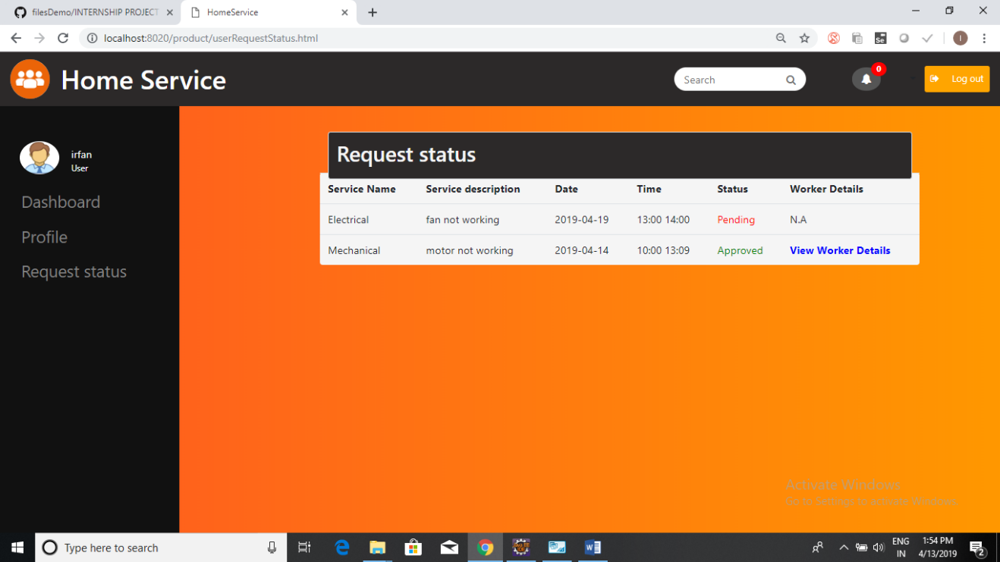 filesDemo/INTERNSHIP PROJECT
HomeService
localhost:8020/product/userRequestStatus.html
Se
I
Home Service
Search
0
Log out
irfan
User
Dashboard
Profile
Request status
Request status
Service Name Service description Date Time Status Worker Details
Electrical fan not working 2019-04-19 13:00 14:00 Pending N.A
Mechanical motor not working 2019-04-14 10:00 13:09 Approved View Worker Details
Activate Windows
Go to Settings to activate Windows.
Type here to search
ENG
IN
1:54 PM
4/13/2019
2